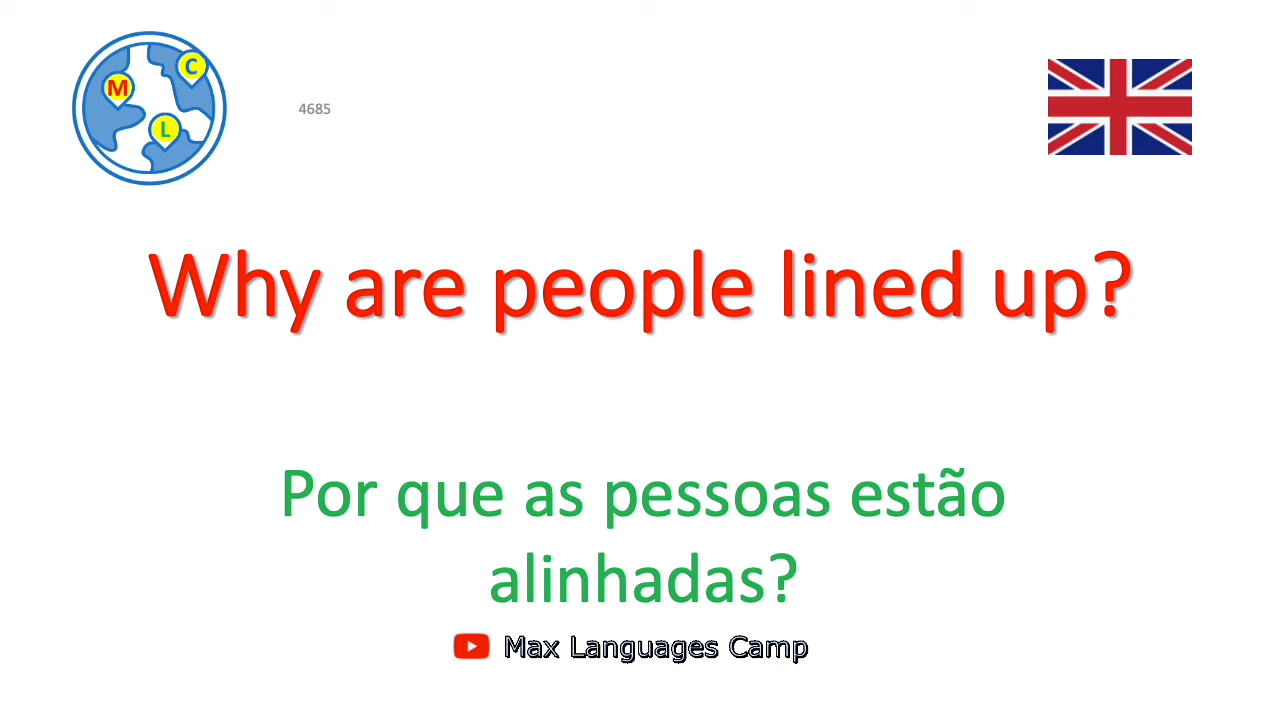 M
C
L
4685
Why are people lined up?
Por que as pessoas estão
alinhadas?
Max Languages Camp